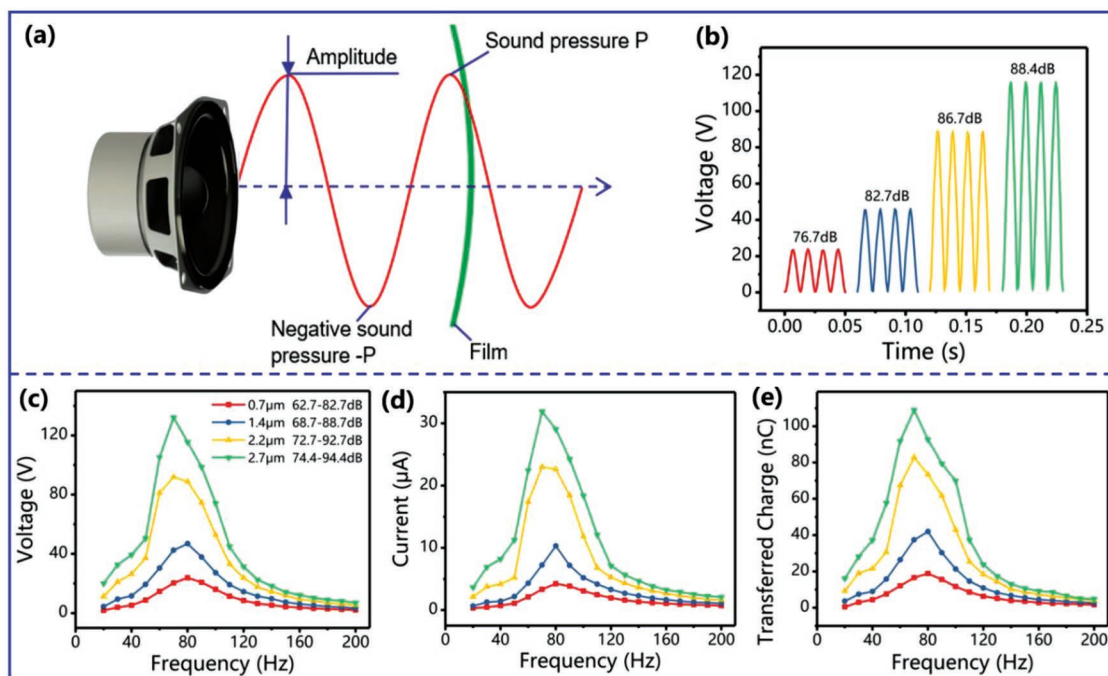 (a)
Amplitude
Sound pressure P
Negative sound
pressure -P
Film
(b)
Voltage (V)
120
80
40
0
76.7dB
82.7dB
86.7dB
88.4dB
0.00 0.05 0.10 0.15 0.20 0.25
Time (s)
(c)
Voltage (V)
120
80
40
0
0.7μm 62.7-82.7dB
1.4μm 68.7-88.7dB
2.2μm 72.7-92.7dB
2.7μm 74.4-94.4dB
0 40 80 120 160 200
Frequency (Hz)
(d)
Current (μA)
30
20
10
0
0 40 80 120 160 200
Frequency (Hz)
(e)
Transferred Charge (nC)
100
80
60
40
20
0
0 40 80 120 160 200
Frequency (Hz)